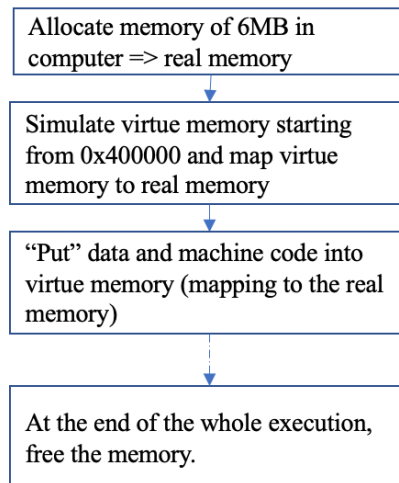 Allocate memory of 6MB in
computer => real memory
Simulate virtue memory starting
from 0x400000 and map virtue
memory to real memory
“Put” data and machine code into
virtue memory (mapping to the real
memory)
At the end of the whole execution,
free the memory.